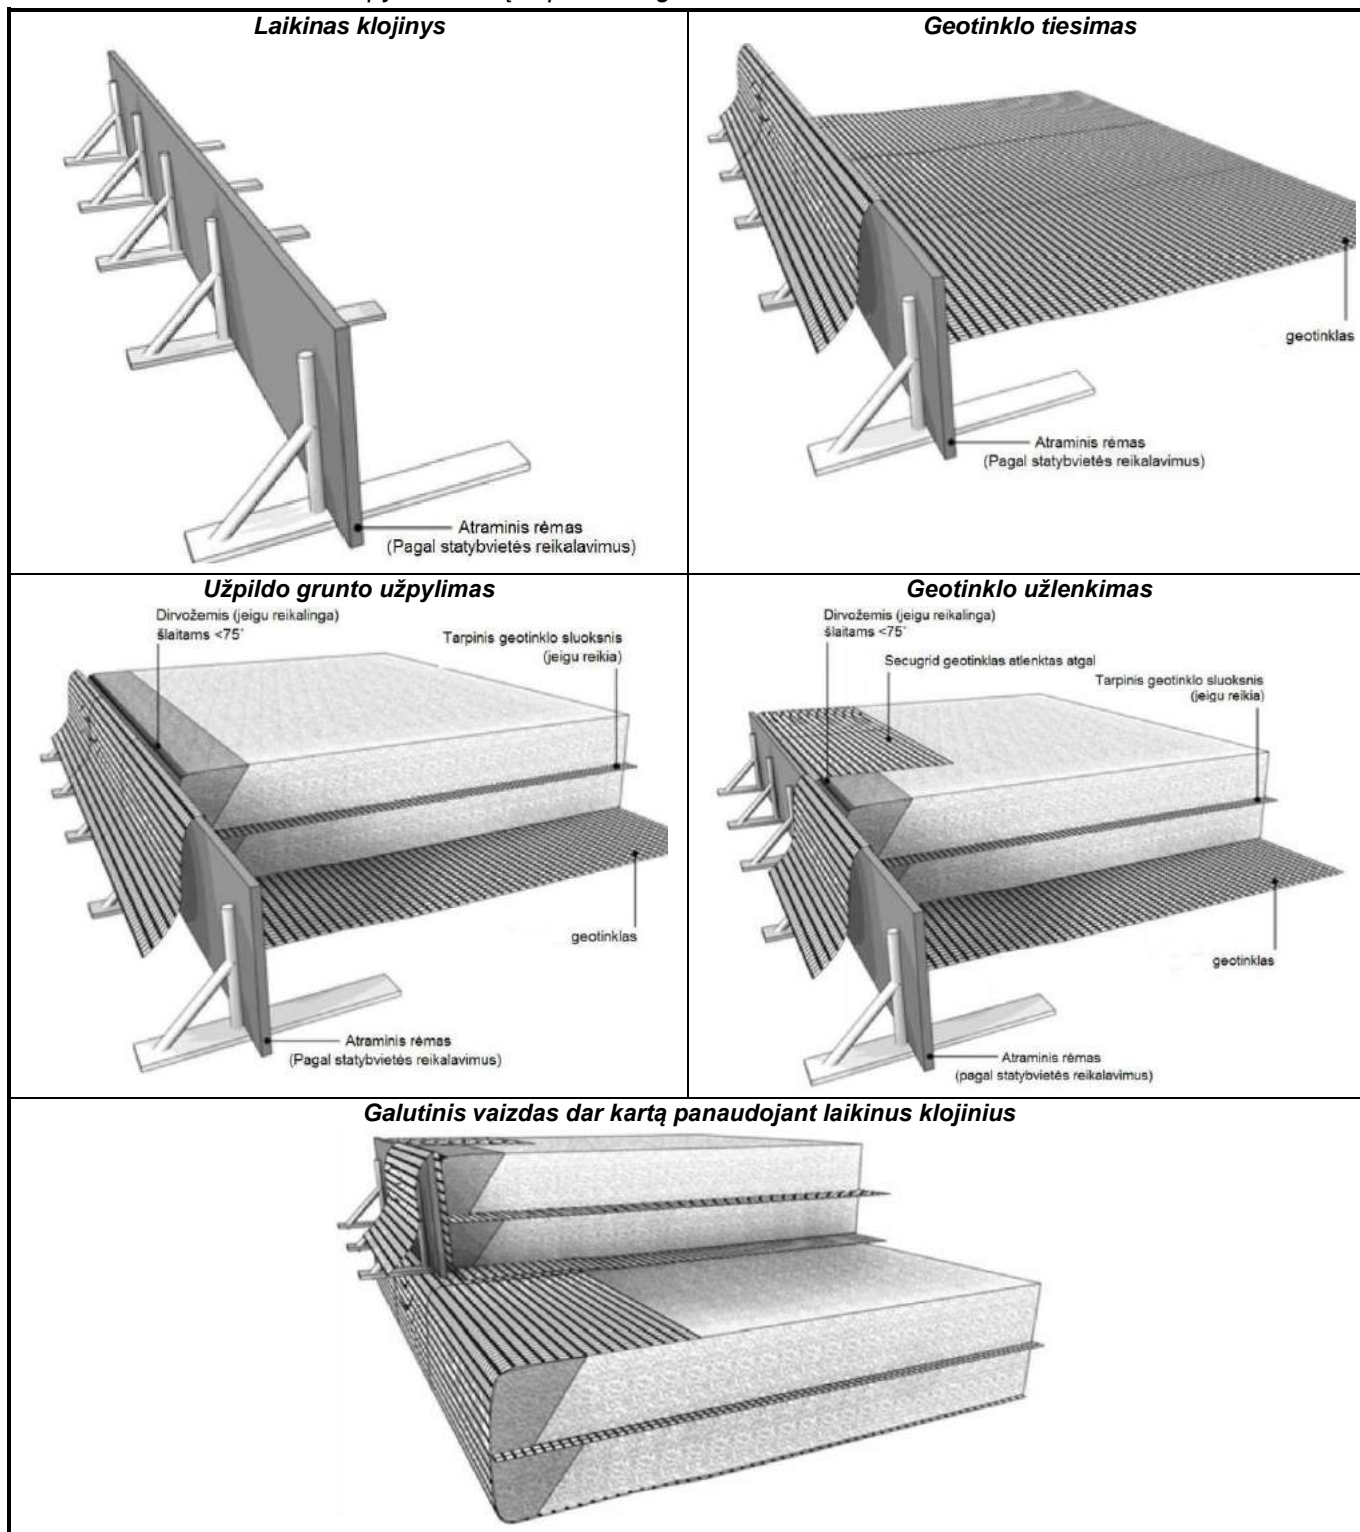 Laikinas klojinys
Atraminis rėmas
(Pagal statybvietės reikalavimus)
Geotinklo tiesimas
geotinklas
Atraminis rėmas
(Pagal statybvietės reikalavimus)
Užpildo grunto užpylimas
Dirvožemis (jeigu reikalinga)
šlaitams <75˚
Tarpinis geotinklo sluoksnis
(jeigu reikia)
geotinklas
Atraminis rėmas
(Pagal statybvietės reikalavimus)
Geotinklo užlenkimas
Dirvožemis (jeigu reikalinga)
šlaitams <75˚
Secugrid geotinklas atlenktas atgal
Tarpinis geotinklo sluoksnis
(jeigu reikia)
geotinklas
Atraminis rėmas
(pagal statybvietės reikalavimus)
Galutinis vaizdas dar kartą panaudojant laikinus klojinius